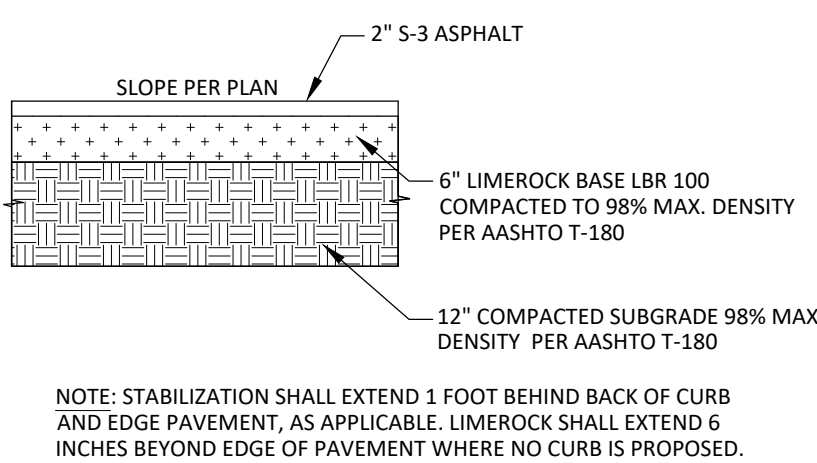 2" S-3 ASPHALT
SLOPE PER PLAN
6" LIMEROCK BASE LBR 100
COMPACTED TO 98% MAX. DENSITY
PER AASHTO T-180
12" COMPACTED SUBGRADE 98% MAX
DENSITY PER AASHTO T-180
NOTE: STABILIZATION SHALL EXTEND 1 FOOT BEHIND BACK OF CURB
AND EDGE PAVEMENT, AS APPLICABLE. LIMEROCK SHALL EXTEND 6
INCHES BEYOND EDGE OF PAVEMENT WHERE NO CURB IS PROPOSED.